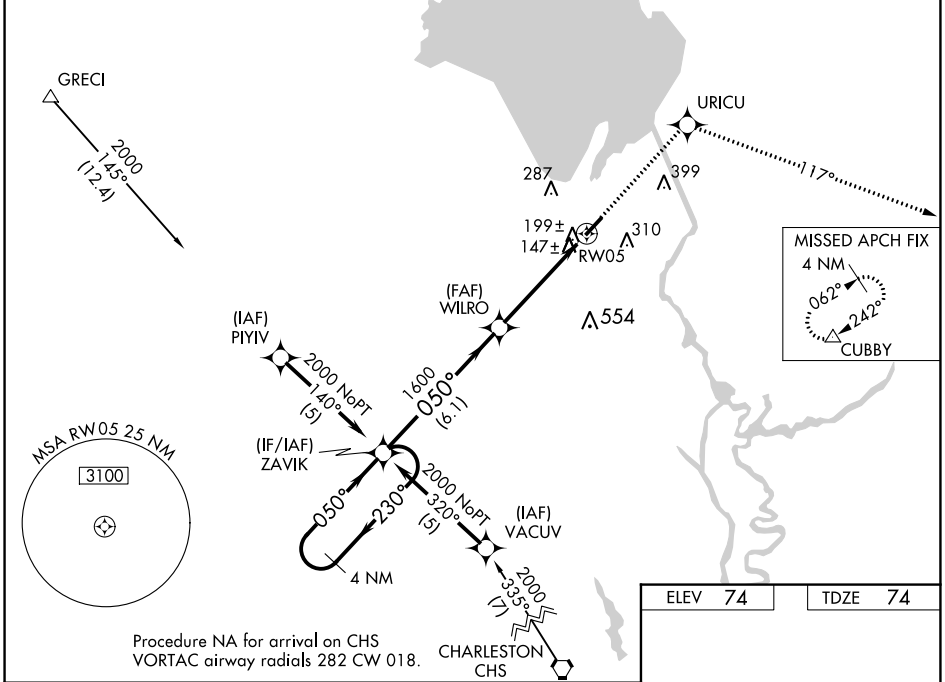 GRECI
2000
145°
(12.4)
URICU
117°
287
399
199±
147±
310
RW05
MISSED APCH FIX
4 NM
062°
242°
CUBBY
(FAF)
WILRO
554
(IAF)
PIYIV
2000 NoPT
140°
(5)
1600
050°
(6.1)
MSA RW05 25 NM
3100
(IF/IAF)
ZAVIK
050°
230°
4 NM
2000 NoPT
320°
(5)
(IAF)
VACUV
2000
335°
(7)
CHARLESTON
CHS
Procedure NA for arrival on CHS
VORTAC airway radials 282 CW 018.
ELEV 74
TDZE 74